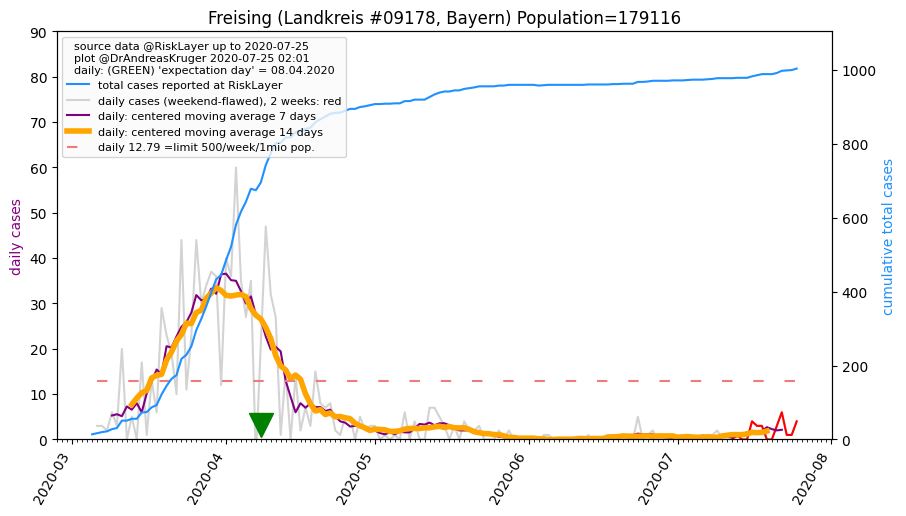 Freising (Landkreis #09178, Bayern) Population=179116
source data @RiskLayer up to 2020-07-25
plot @DrAndreasKruger 2020-07-25 02:01
daily: (GREEN) 'expectation day' = 08.04.2020
total cases reported at RiskLayer
daily cases (weekend-flawed), 2 weeks: red
daily: centered moving average 7 days
daily: centered moving average 14 days
daily 12.79 =limit 500/week/1mio pop.
daily cases
90
80
70
60
50
40
30
20
10
0
cumulative total cases
1000
800
600
400
200
0
2020-03
2020-04
2020-05
2020-06
2020-07
2020-08